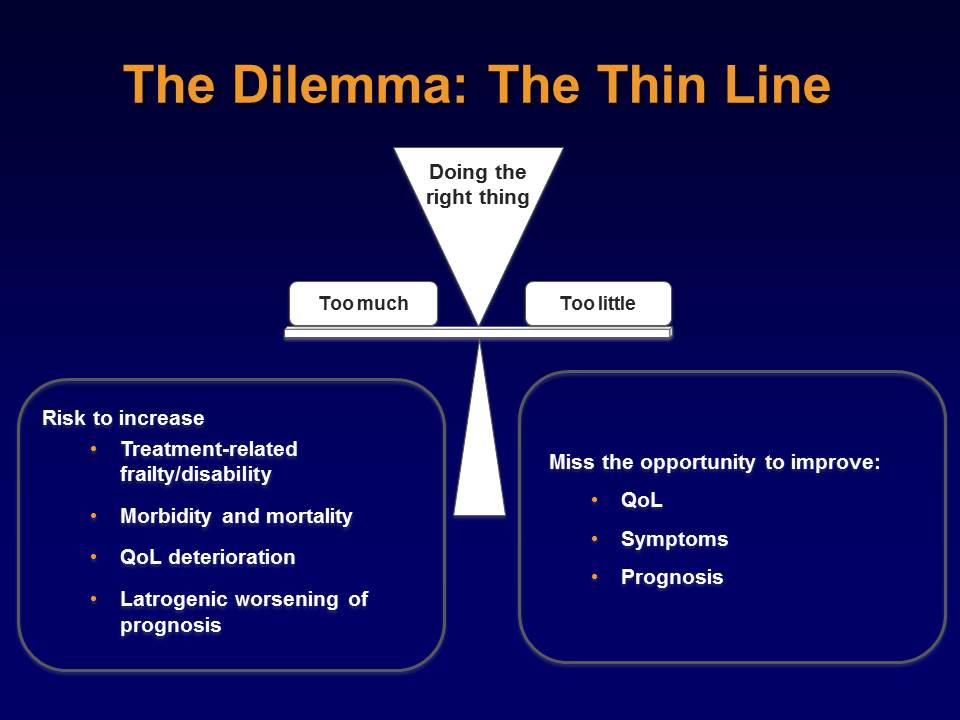 The Dilemma: The Thin Line
Doing the
right thing
Too much
Too little
Risk to increase
• Treatment-related
frailty/disability
• Morbidity and mortality
• QoL deterioration
• Latrogenic worsening of
prognosis
Miss the opportunity to improve:
• QoL
• Symptoms
• Prognosis